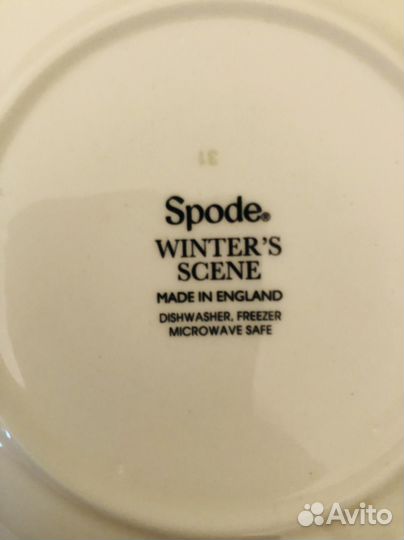 31
Spode®
WINTER'S
SCENE
MADE IN ENGLAND
DISHWASHER, FREEZER
MICROWAVE SAFE
Avito